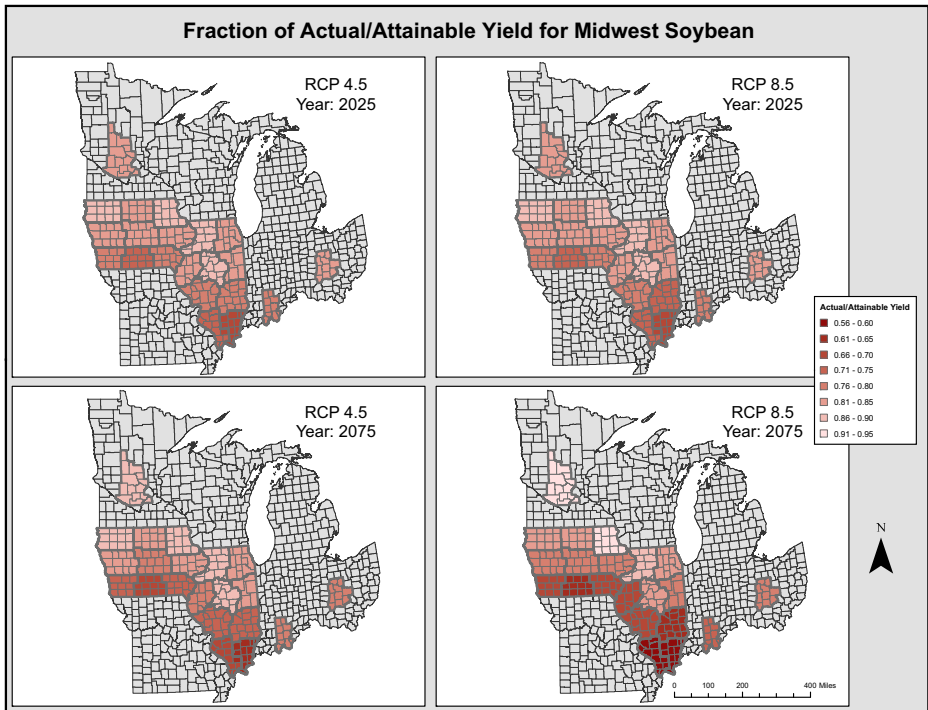 Fraction of Actual/Attainable Yield for Midwest Soybean
RCP 4.5
Year: 2025
RCP 8.5
Year: 2025
Actual/Attainable Yield
0.56 - 0.60
0.61 - 0.65
0.66 - 0.70
0.71 - 0.75
0.76 - 0.80
0.81 - 0.85
0.86 - 0.90
0.91 - 0.95
RCP 4.5
Year: 2075
RCP 8.5
Year: 2075
N
0 100 200 400 Miles